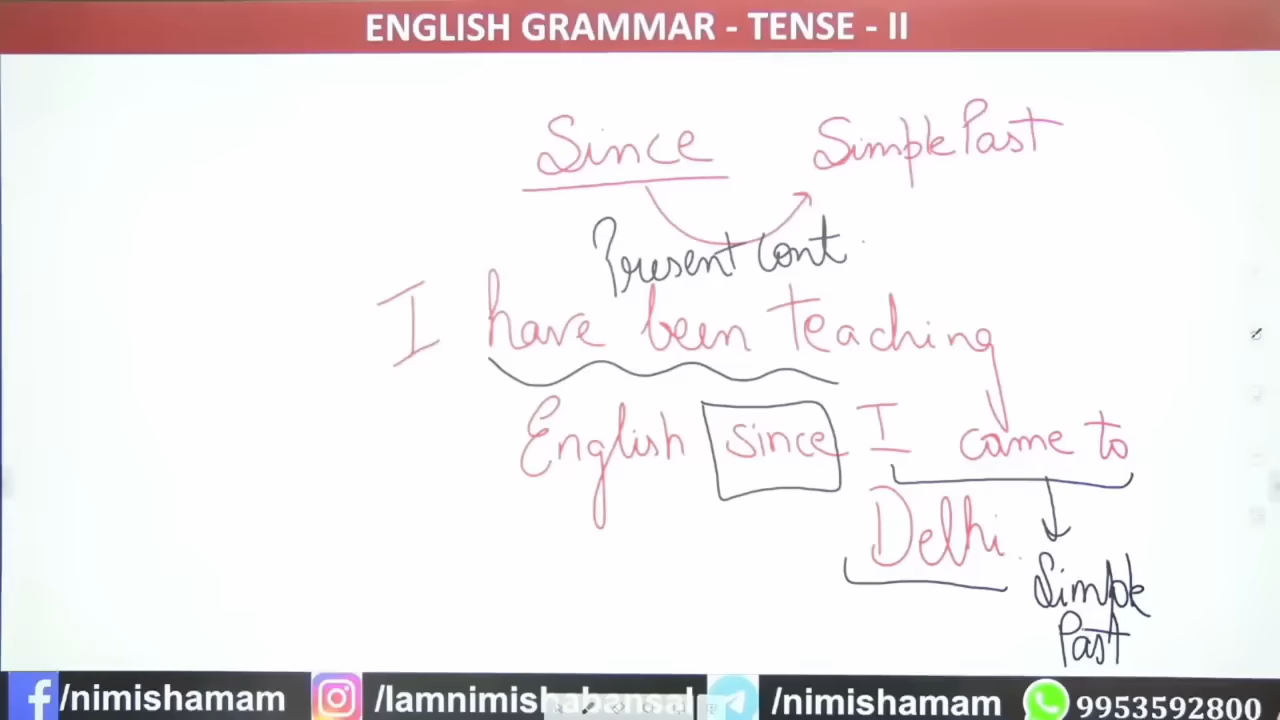 ENGLISH GRAMMAR - TENSE - II
Since Simple Past
Present Cont.
I have been teaching
English since I came to
Delhi.
Simple
Past
/nimishamam /Iamnimishabansal /nimishamam 9953592800